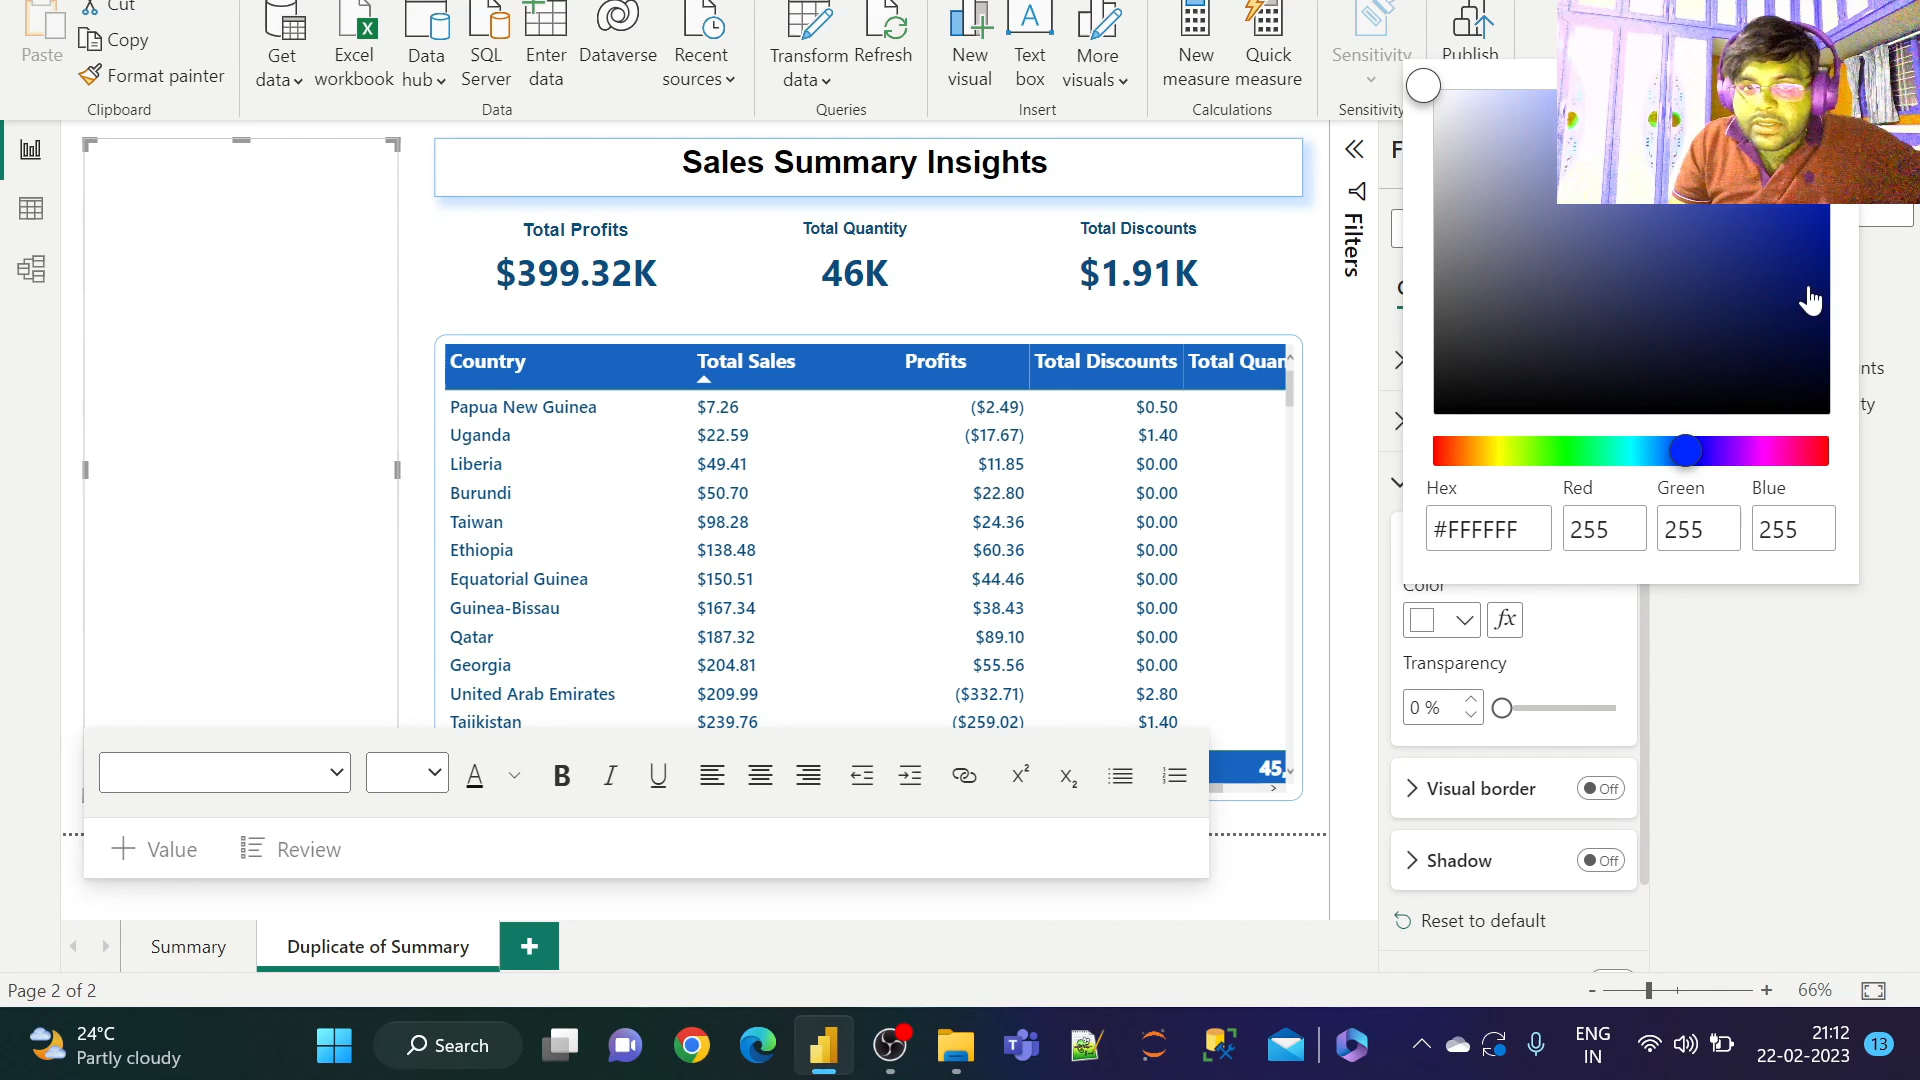 Cut
Paste
Copy
Format painter
Clipboard
Get data
Excel workbook
Data hub
SQL Server
Enter data
Dataverse
Recent sources
Data
Transform data
Refresh
Queries
New visual
Text box
More visuals
Insert
New measure
Quick measure
Calculations
Sensitivity
Sensitivity
Publish
Sales Summary Insights
Total Profits
Total Quantity
Total Discounts
$399.32K
46K
$1.91K
Filters
Country Total Sales Profits Total Discounts Total Quan
Papua New Guinea $7.26 ($2.49) $0.50
Uganda $22.59 ($17.67) $1.40
Liberia $49.41 $11.85 $0.00
Burundi $50.70 $22.80 $0.00
Taiwan $98.28 $24.36 $0.00
Ethiopia $138.48 $60.36 $0.00
Equatorial Guinea $150.51 $44.46 $0.00
Guinea-Bissau $167.34 $38.43 $0.00
Qatar $187.32 $89.10 $0.00
Georgia $204.81 $55.56 $0.00
United Arab Emirates $209.99 ($332.71) $2.80
Tajikistan $239.76 ($259.02) $1.40
45,
Hex Red Green Blue
#FFFFFF 255 255 255
Color
fx
Transparency
0 %
Visual border Off
Shadow Off
Reset to default
A B I U
Value
Review
Summary
Duplicate of Summary
Page 2 of 2
66%
24°C
Partly cloudy
Search
ENG
IN
21:12
22-02-2023
13